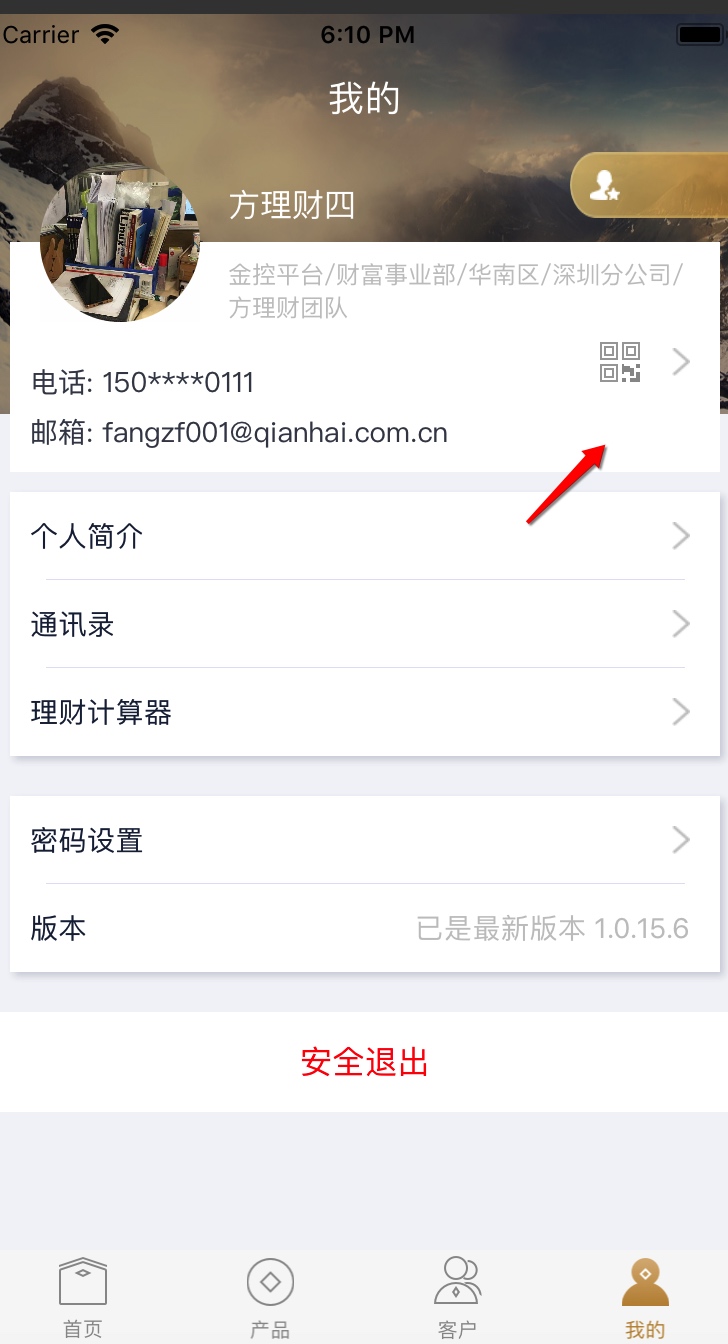 Carrier 6:10 PM
我的
方理财四
金控平台/财富事业部/华南区/深圳分公司/
方理财团队
电话: 150****0111
邮箱: fangzf001@qianhai.com.cn
个人简介
通讯录
理财计算器
密码设置
版本 已是最新版本 1.0.15.6
安全退出
首页 产品 客户 我的